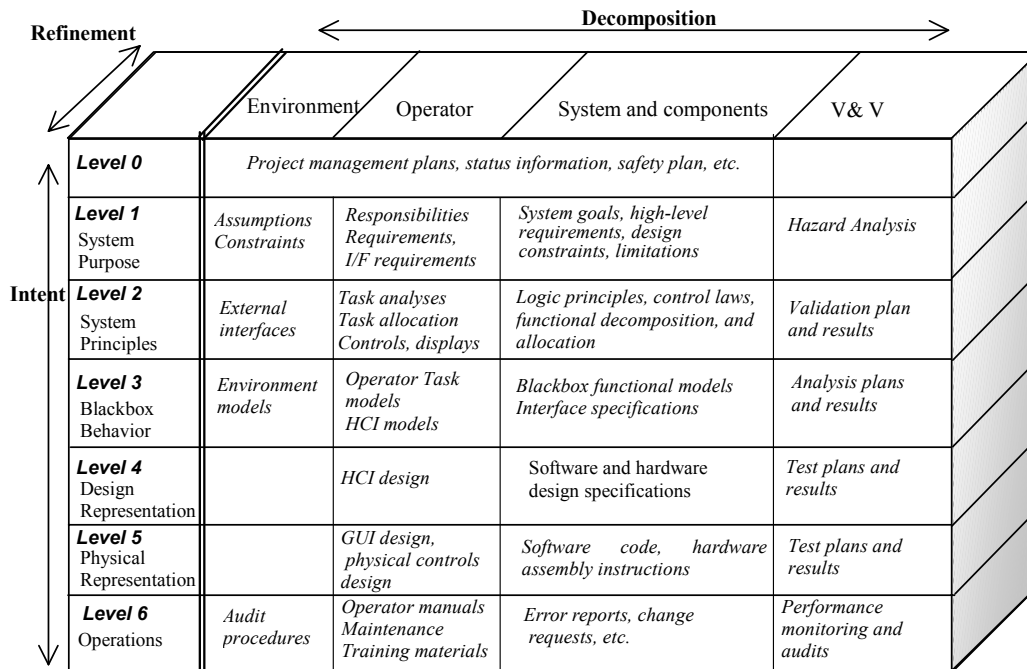 Decomposition
Refinement
Environment
Operator
System and components
V& V
Intent
Level 0
Project management plans, status information, safety plan, etc.
Level 1
System
Purpose
Assumptions
Constraints
Responsibilities
Requirements,
I/F requirements
System goals, high-level
requirements, design
constraints, limitations
Hazard Analysis
Level 2
System
Principles
External
interfaces
Task analyses
Task allocation
Controls, displays
Logic principles, control laws,
functional decomposition, and
allocation
Validation plan
and results
Level 3
Blackbox
Behavior
Environment
models
Operator Task
models
HCI models
Blackbox functional models
Interface specifications
Analysis plans
and results
Level 4
Design
Representation
HCI design
Software and hardware
design specifications
Test plans and
results
Level 5
Physical
Representation
GUI design,
physical controls
design
Software code, hardware
assembly instructions
Test plans and
results
Level 6
Operations
Audit
procedures
Operator manuals
Maintenance
Training materials
Error reports, change
requests, etc.
Performance
monitoring and
audits